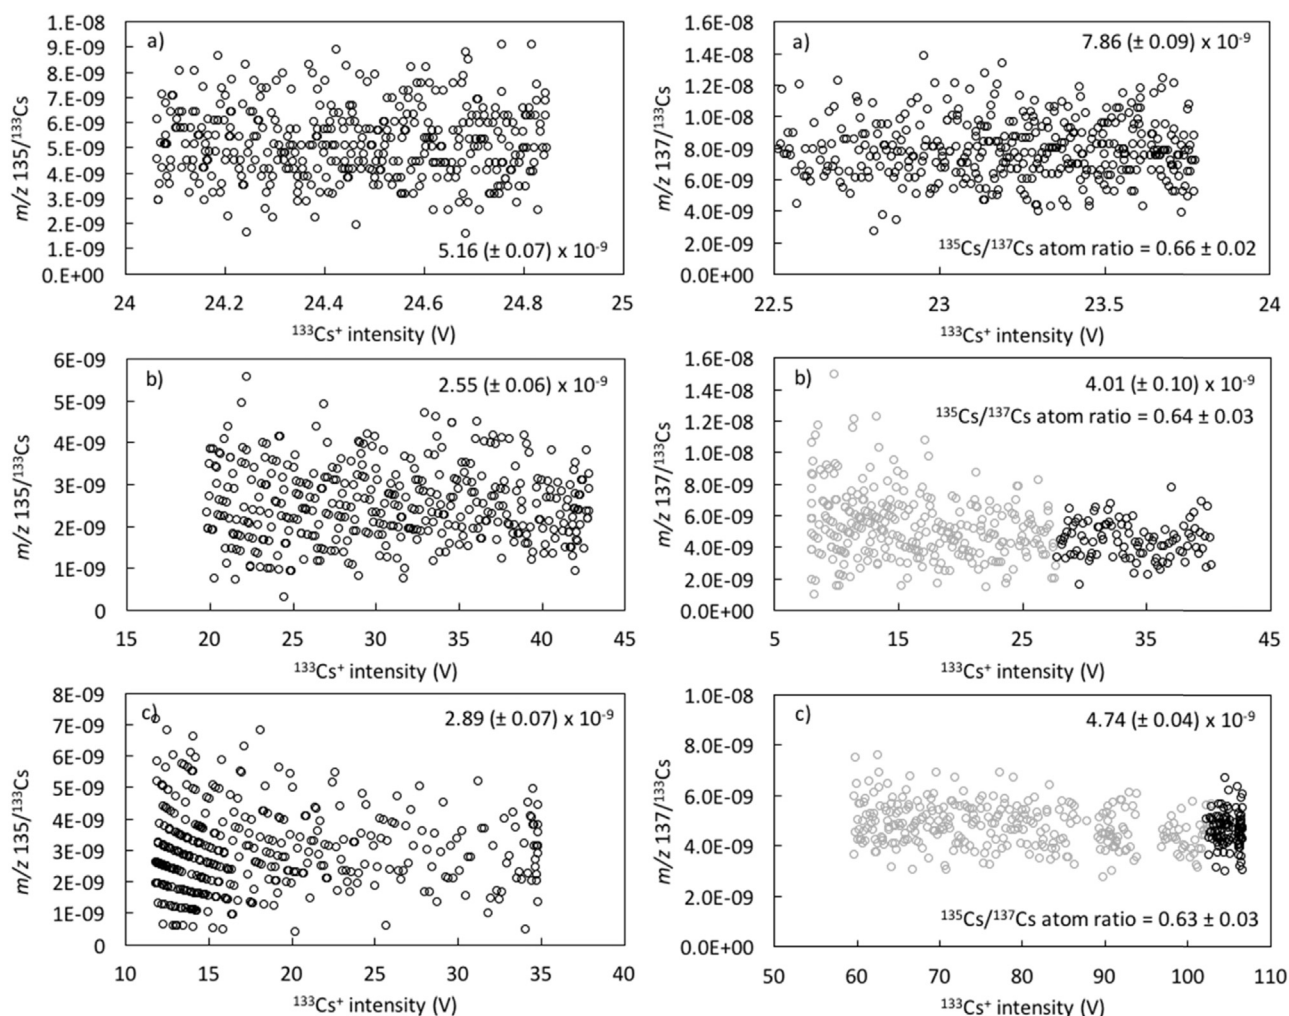 a)
1.E-08
9.E-09
8.E-09
7.E-09
6.E-09
5.E-09
4.E-09
3.E-09
2.E-09
1.E-09
0.E+00
m/z 135/¹³³Cs
5.16 (± 0.07) x 10⁻⁹
24 24.2 24.4 24.6 24.8 25
¹³³Cs⁺ intensity (V)
a)
7.86 (± 0.09) x 10⁻⁹
1.6E-08
1.4E-08
1.2E-08
1.0E-08
8.0E-09
6.0E-09
4.0E-09
2.0E-09
0.0E+00
m/z 137/¹³³Cs
¹³⁵Cs/¹³⁷Cs atom ratio = 0.66 ± 0.02
22.5 23 23.5 24
¹³³Cs⁺ intensity (V)
b)
2.55 (± 0.06) x 10⁻⁹
6E-09
5E-09
4E-09
3E-09
2E-09
1E-09
0
m/z 135/¹³³Cs
15 20 25 30 35 40 45
¹³³Cs⁺ intensity (V)
b)
4.01 (± 0.10) x 10⁻⁹
¹³⁵Cs/¹³⁷Cs atom ratio = 0.64 ± 0.03
1.6E-08
1.4E-08
1.2E-08
1.0E-08
8.0E-09
6.0E-09
4.0E-09
2.0E-09
0.0E+00
m/z 137/¹³³Cs
5 15 25 35 45
¹³³Cs⁺ intensity (V)
c)
2.89 (± 0.07) x 10⁻⁹
8E-09
7E-09
6E-09
5E-09
4E-09
3E-09
2E-09
1E-09
0
m/z 135/¹³³Cs
10 15 20 25 30 35 40
¹³³Cs⁺ intensity (V)
c)
4.74 (± 0.04) x 10⁻⁹
1.0E-08
8.0E-09
6.0E-09
4.0E-09
2.0E-09
0.0E+00
m/z 137/¹³³Cs
¹³⁵Cs/¹³⁷Cs atom ratio = 0.63 ± 0.03
50 60 70 80 90 100 110
¹³³Cs⁺ intensity (V)